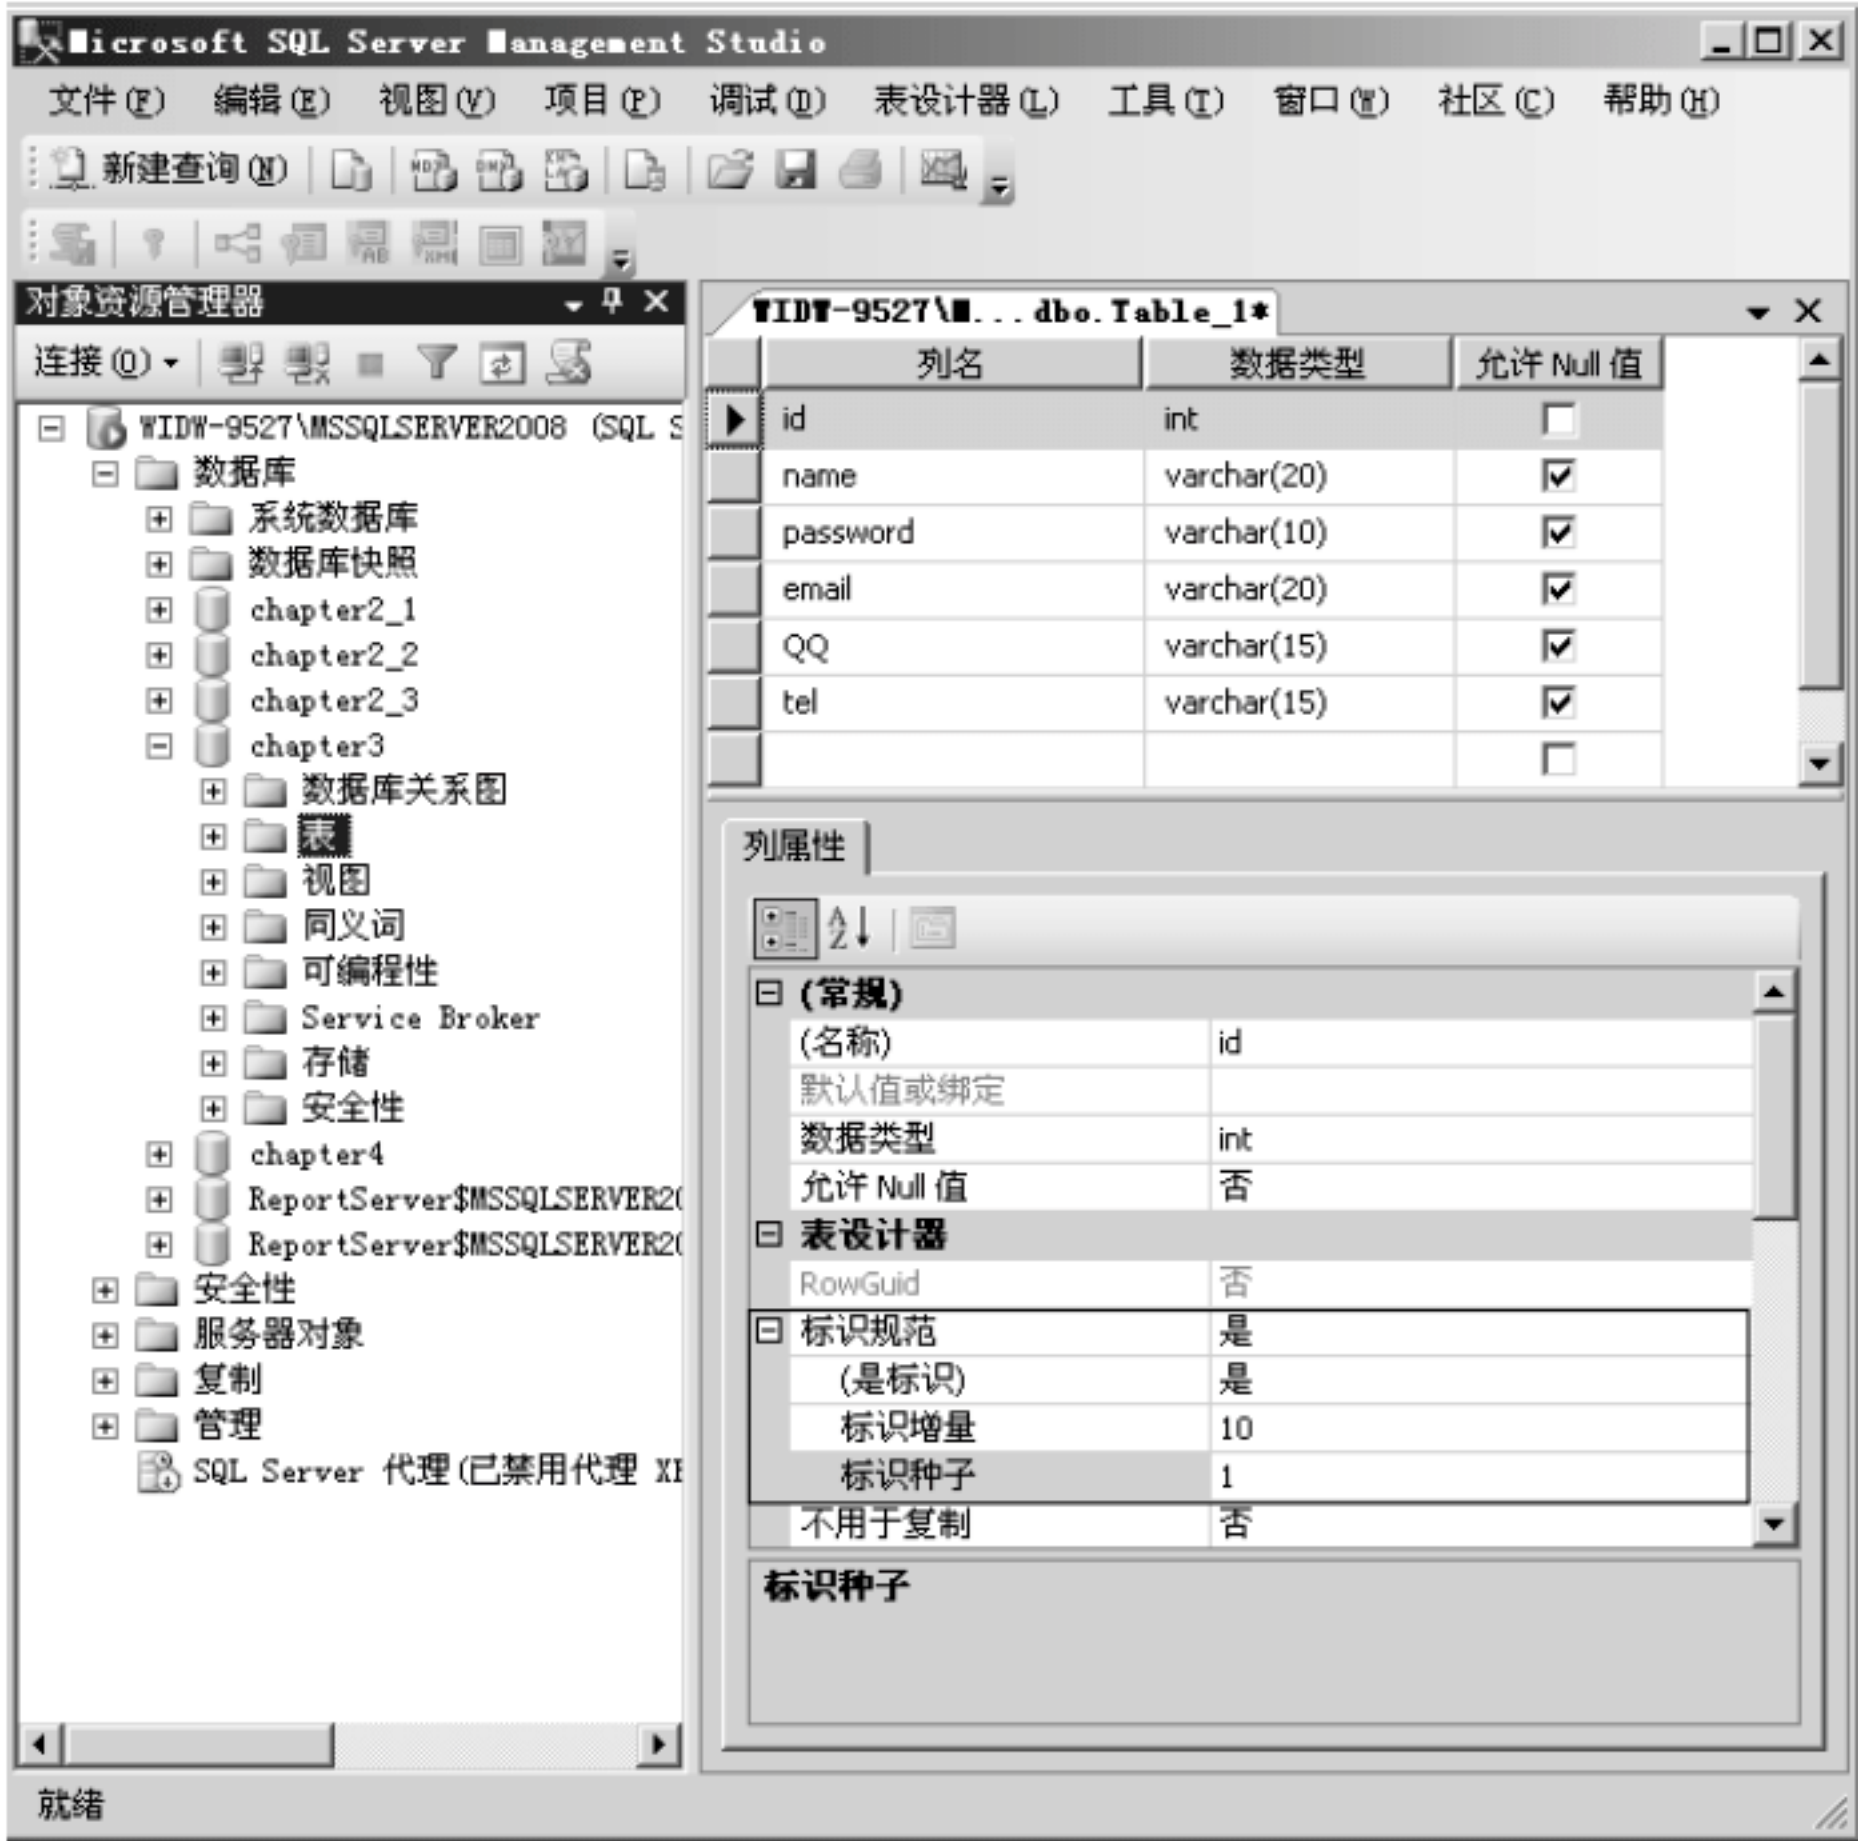 Microsoft SQL Server Management Studio
文件(F) 编辑(E) 视图(V) 项目(P) 调试(D) 表设计器(L) 工具(T) 窗口(W) 社区(C) 帮助(H)
新建查询(N)
对象资源管理器
连接(O)
WIDW-9527\MSSQLSERVER2008 (SQL S
数据库
系统数据库
数据库快照
chapter2_1
chapter2_2
chapter2_3
chapter3
数据库关系图
表
视图
同义词
可编程性
Service Broker
存储
安全性
chapter4
ReportServer$MSSQLSERVER20
ReportServer$MSSQLSERVER20
安全性
服务器对象
复制
管理
SQL Server 代理(已禁用代理 XP
WIDW-9527\M...dbo.Table_1*
列名 数据类型 允许 Null 值
id int
name varchar(20)
password varchar(10)
email varchar(20)
QQ varchar(15)
tel varchar(15)
列属性
(常规)
(名称) id
默认值或绑定
数据类型 int
允许 Null 值 否
表设计器
RowGuid 否
标识规范 是
(是标识) 是
标识增量 10
标识种子 1
不用于复制 否
标识种子
就绪